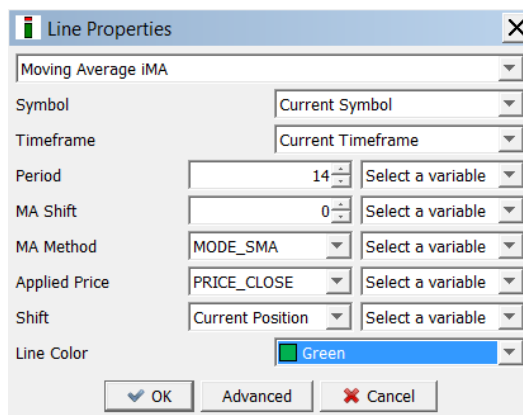 Line Properties
Moving Average iMA
Symbol Current Symbol
Timeframe Current Timeframe
Period 14 Select a variable
MA Shift 0 Select a variable
MA Method MODE_SMA Select a variable
Applied Price PRICE_CLOSE Select a variable
Shift Current Position Select a variable
Line Color Green
OK Advanced Cancel